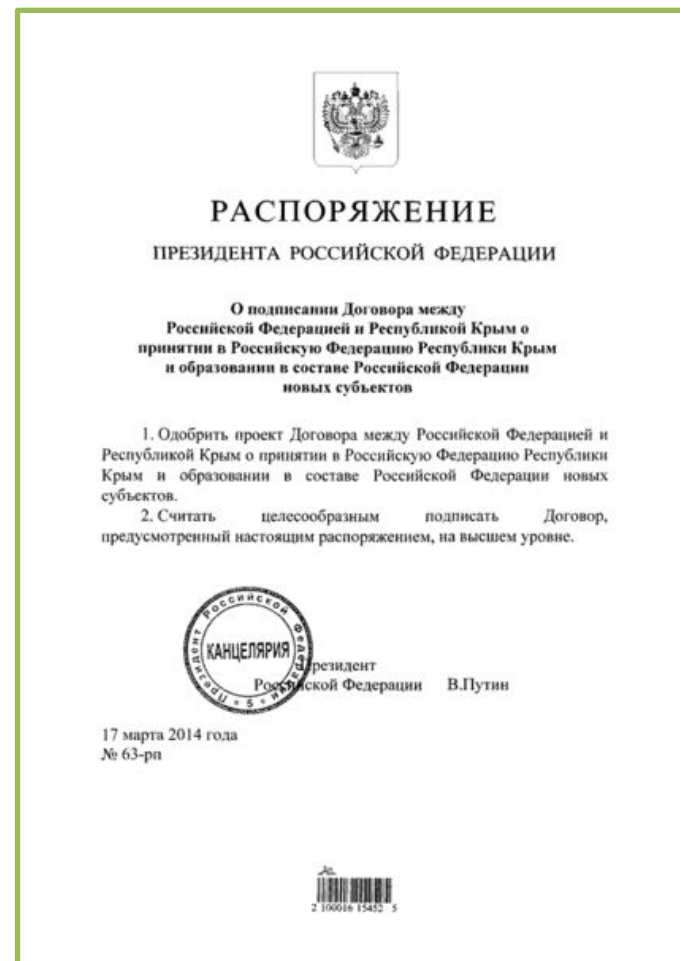 РАСПОРЯЖЕНИЕ
ПРЕЗИДЕНТА РОССИЙСКОЙ ФЕДЕРАЦИИ
О подписании Договора между
Российской Федерацией и Республикой Крым о
принятии в Российскую Федерацию Республики Крым
и образовании в составе Российской Федерации
новых субъектов
1. Одобрить проект Договора между Российской Федерацией и
Республикой Крым о принятии в Российскую Федерацию Республики
Крым и образовании в составе Российской Федерации новых
субъектов.
2. Считать целесообразным подписать Договор,
предусмотренный настоящим распоряжением, на высшем уровне.
Президент Российской Федерации
КАНЦЕЛЯРИЯ
* 5 *
Президент
Российской Федерации В.Путин
17 марта 2014 года
№ 63-рп
2 100016 15452 5